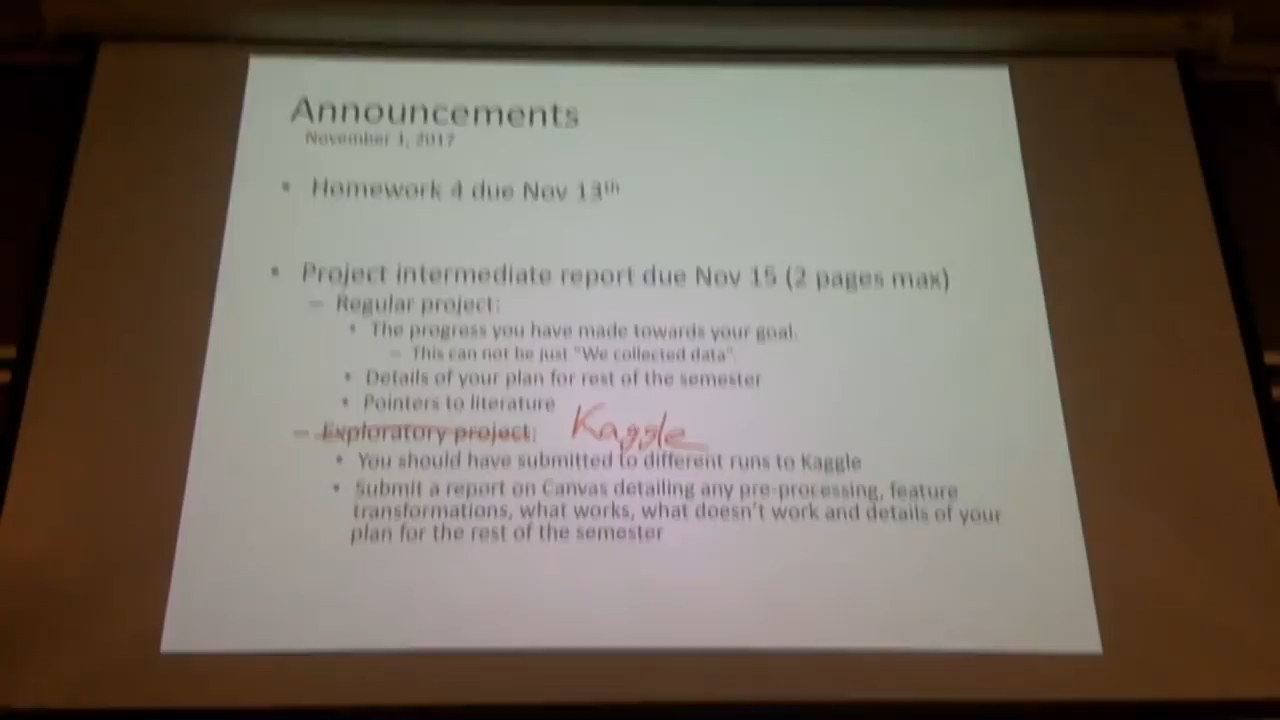 Announcements
November 1, 2017
• Homework 4 due Nov 13th
• Project intermediate report due Nov 15 (2 pages max)
– Regular project:
• The progress you have made towards your goal.
– This can not be just "We collected data".
• Details of your plan for rest of the semester
• Pointers to literature
– Exploratory project: Kaggle
• You should have submitted to different runs to Kaggle
• Submit a report on Canvas detailing any pre-processing, feature
transformations, what works, what doesn't work and details of your
plan for the rest of the semester